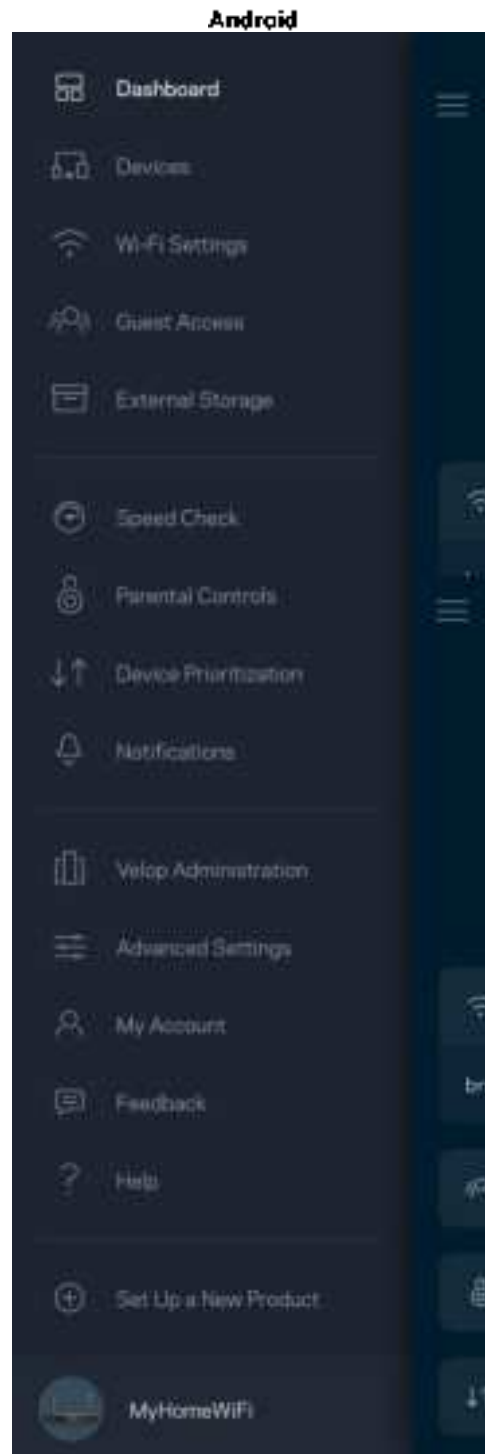 Android
Dashboard
Devices
Wi-Fi Settings
Guest Access
External Storage
Speed Check
Parental Controls
Device Prioritization
Notifications
Velop Administration
Advanced Settings
My Account
br
Feedback
Help
Set Up a New Product
MyHomeWiFi